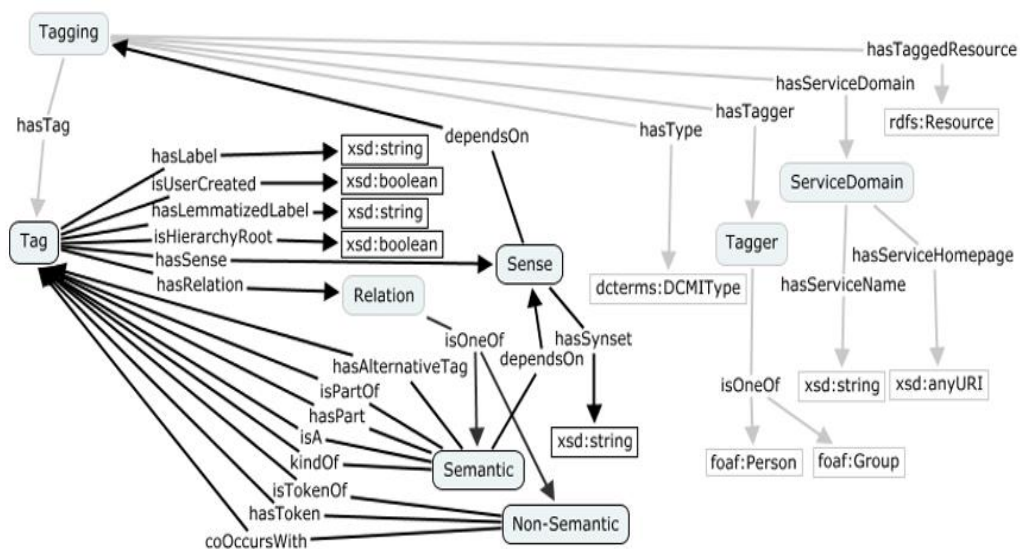 Tagging
hasTaggedResource
hasServiceDomain
hasTagger
rdfs:Resource
hasTag
hasType
dependsOn
hasLabel
xsd:string
isUserCreated
xsd:boolean
ServiceDomain
hasLemmatizedLabel
xsd:string
isHierarchyRoot
xsd:boolean
Tag
Tagger
hasSense
Sense
hasServiceHomepage
hasRelation
Relation
dcterms:DCMIType
hasServiceName
isOneOf
hasSynset
hasAlternativeTag
dependsOn
isPartOf
isOneOf
xsd:string
xsd:anyURI
hasPart
isA
xsd:string
kindOf
Semantic
foaf:Person
foaf:Group
isTokenOf
hasToken
Non-Semantic
coOccursWith